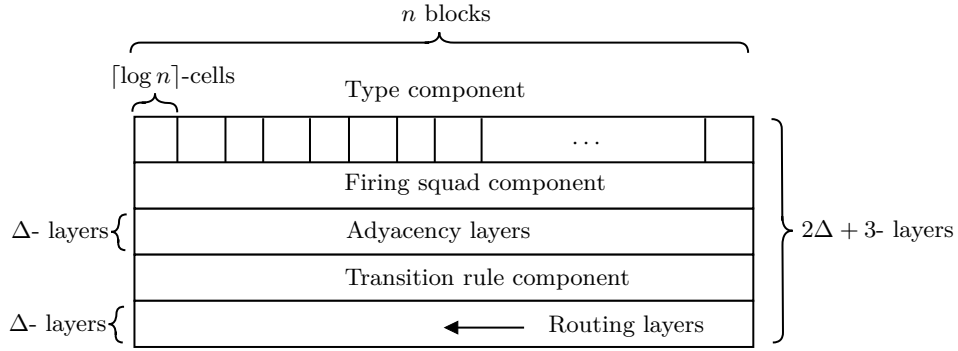 n blocks
⌈log n⌉-cells
Type component
...
Firing squad component
Δ- layers
Adyacency layers
2Δ + 3- layers
Transition rule component
Δ- layers
Routing layers